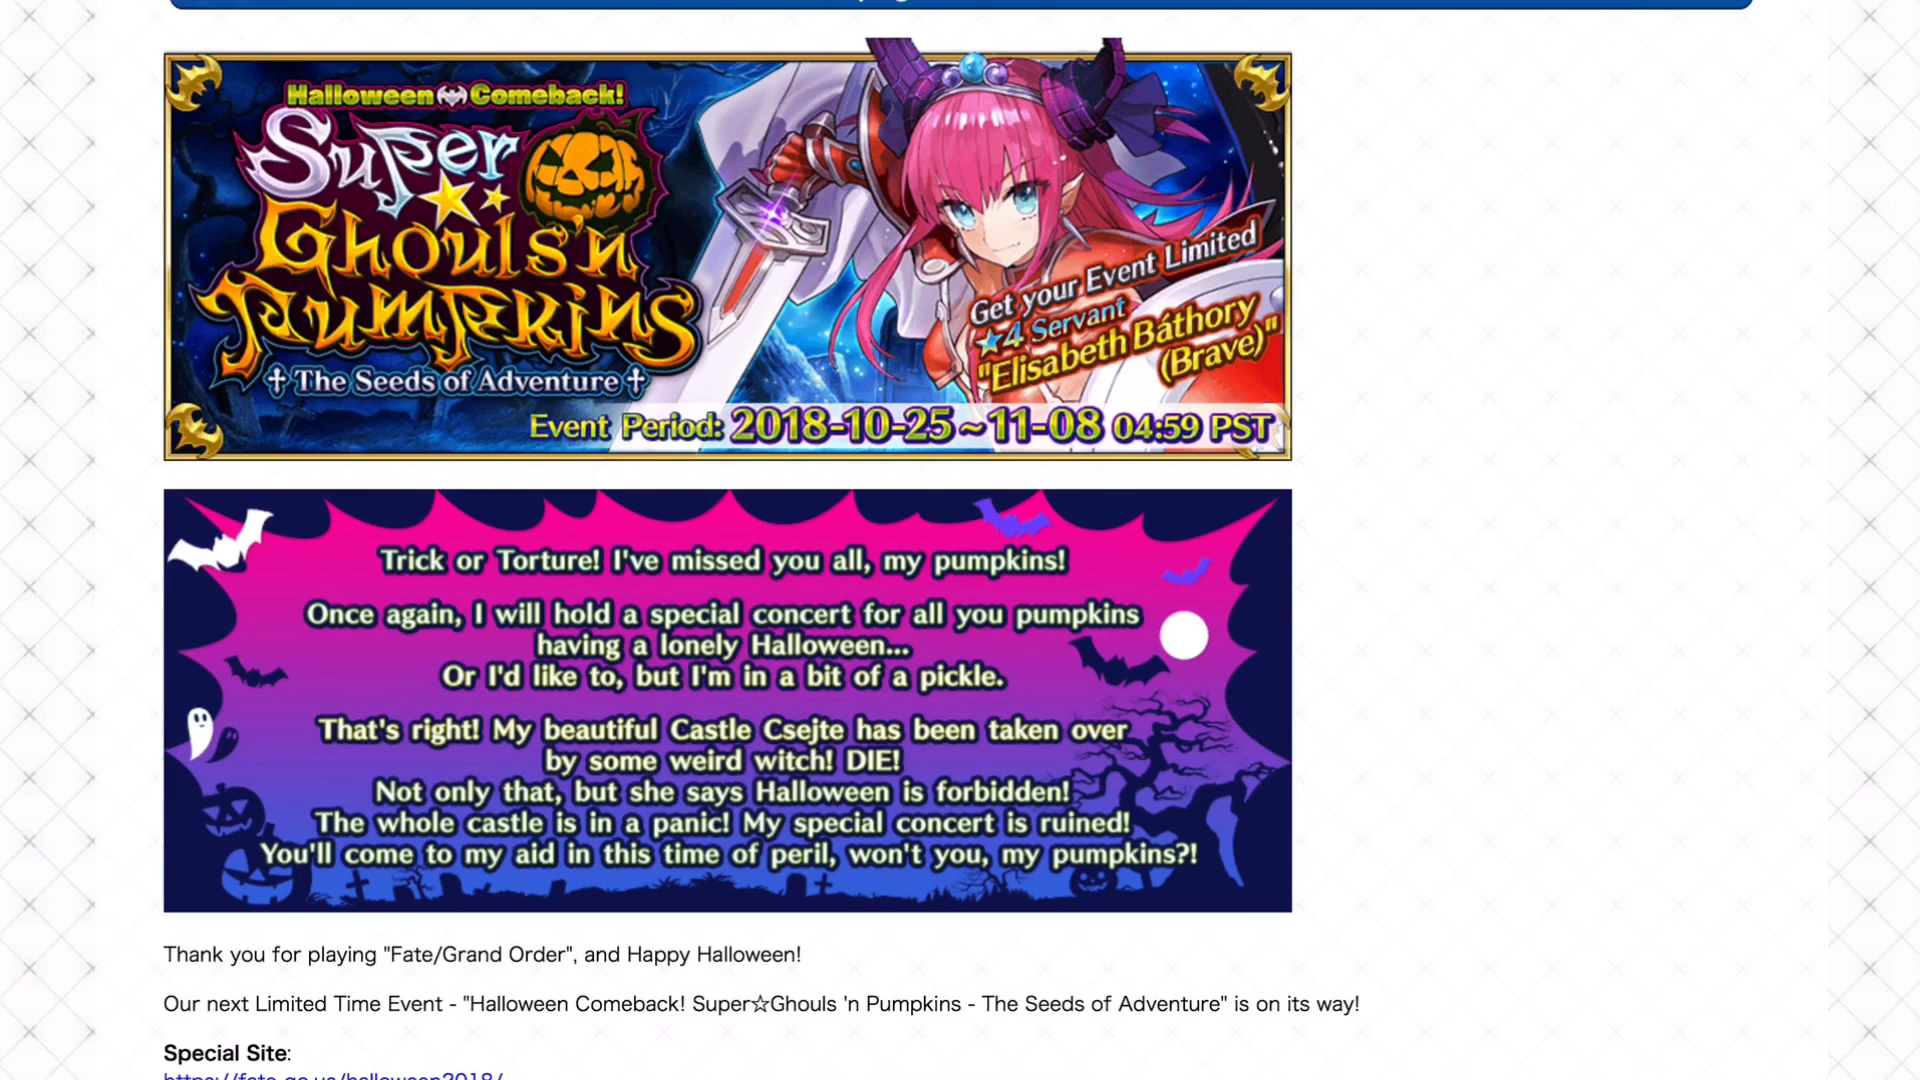 Halloween Comeback!
Super
Ghouls'n
Pumpkins
The Seeds of Adventure
Get your Event Limited
★4 Servant
"Elisabeth Báthory
(Brave)"
Event Period: 2018-10-25~11-08 04:59 PST
Trick or Torture! I've missed you all, my pumpkins!
Once again, I will hold a special concert for all you pumpkins
having a lonely Halloween...
Or I'd like to, but I'm in a bit of a pickle.
That's right! My beautiful Castle Csejte has been taken over
by some weird witch! DIE!
Not only that, but she says Halloween is forbidden!
The whole castle is in a panic! My special concert is ruined!
You'll come to my aid in this time of peril, won't you, my pumpkins?!
Thank you for playing "Fate/Grand Order", and Happy Halloween!
Our next Limited Time Event - "Halloween Comeback! Super☆Ghouls 'n Pumpkins - The Seeds of Adventure" is on its way!
Special Site:
https://fate-go.us/halloween2018/